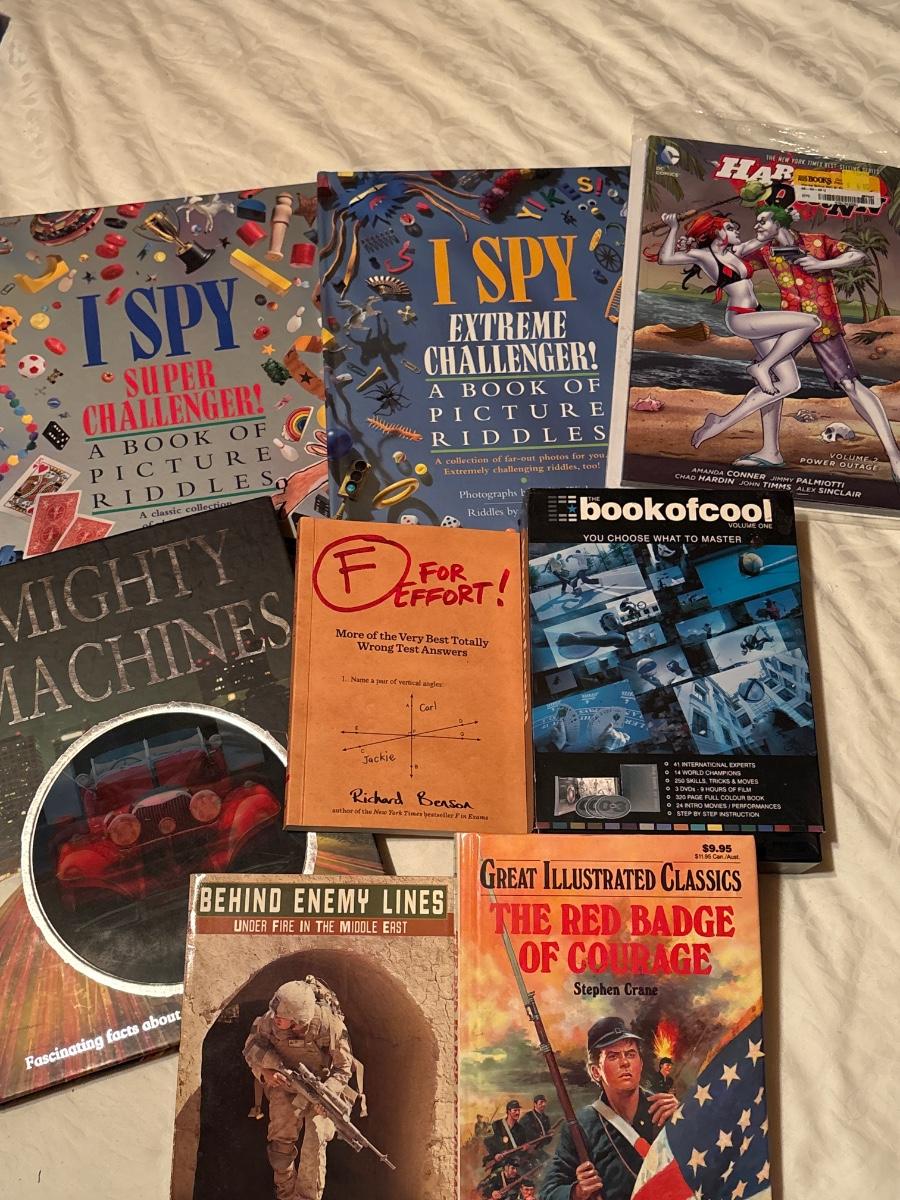 I SPY
SUPER
CHALLENGER!
A BOOK OF
PICTURE
RIDDLES
A classic collection
I SPY
EXTREME
CHALLENGER!
A BOOK OF
PICTURE
RIDDLES
A collection of far-out photos for you.
Extremely challenging riddles, too!
Photographs
Riddles by
YIKES!
DC
COMICS
THE NEW YORK TIMES BEST-SELLING SERIES
HAR
BOOKS
VOLUME 2
POWER OUTAGE
AMANDA CONNER JIMMY PALMIOTTI
CHAD HARDIN JOHN TIMMS ALEX SINCLAIR
MIGHTY
MACHINES
Fascinating facts about
F FOR
EFFORT!
More of the Very Best Totally
Wrong Test Answers
1. Name a pair of vertical angles:
A
Carl
E
D
C
Jackie
B
Richard Benson
author of the New York Times bestseller F in Exams
THE
bookofcool
VOLUME ONE
YOU CHOOSE WHAT TO MASTER
41 INTERNATIONAL EXPERTS
14 WORLD CHAMPIONS
250 SKILLS, TRICKS & MOVES
3 DVDs - 9 HOURS OF FILM
320 PAGE FULL COLOUR BOOK
24 INTRO MOVIES / PERFORMANCES
STEP BY STEP INSTRUCTION
BEHIND ENEMY LINES
UNDER FIRE IN THE MIDDLE EAST
$9.95
$11.95 Can./Aust.
GREAT ILLUSTRATED CLASSICS
THE RED BADGE
OF COURAGE
Stephen Crane